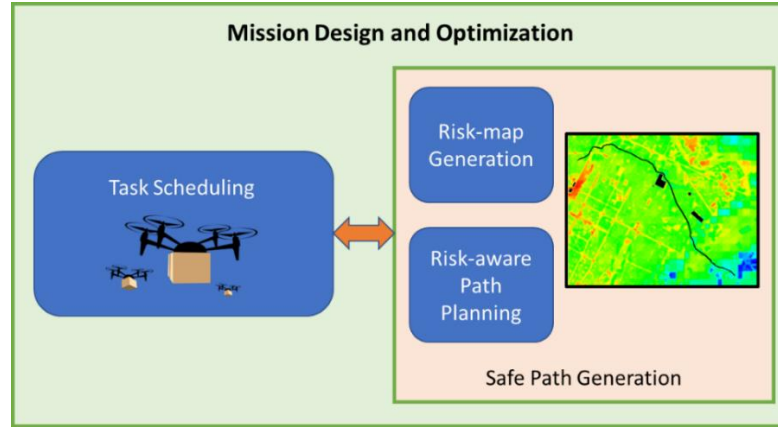 Mission Design and Optimization
Task Scheduling
Risk-map
Generation
Risk-aware
Path
Planning
Safe Path Generation